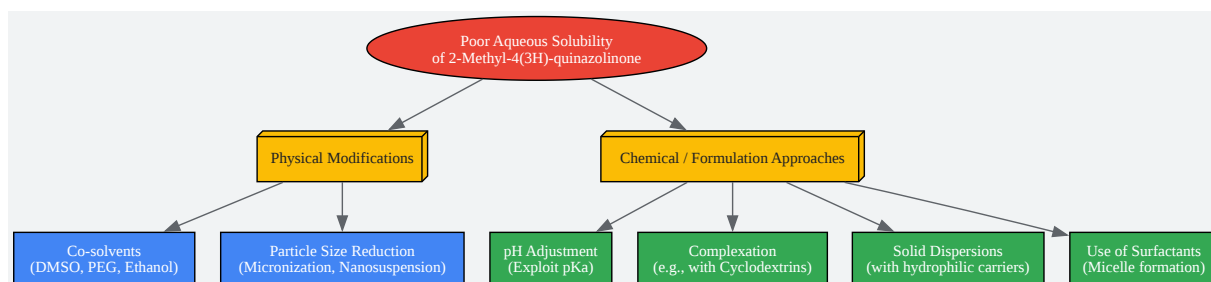 Poor Aqueous Solubility
of 2-Methyl-4(3H)-quinazolinone
Physical Modifications
Chemical / Formulation Approaches
Co-solvents
(DMSO, PEG, Ethanol)
Particle Size Reduction
(Micronization, Nanosuspension)
pH Adjustment
(Exploit pKa)
Complexation
(e.g., with Cyclodextrins)
Solid Dispersions
(with hydrophilic carriers)
Use of Surfactants
(Micelle formation)